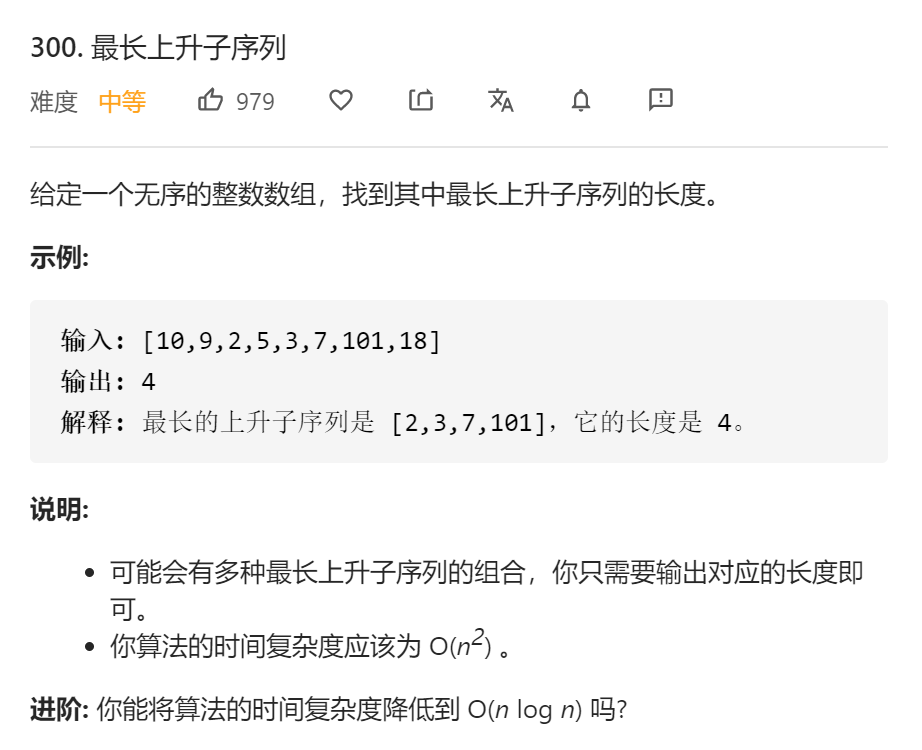 300. 最长上升子序列
难度 中等 979
给定一个无序的整数数组，找到其中最长上升子序列的长度。
示例:
输入: [10,9,2,5,3,7,101,18]
输出: 4
解释: 最长的上升子序列是 [2,3,7,101]，它的长度是 4。
说明:
• 可能会有多种最长上升子序列的组合，你只需要输出对应的长度即
可。
• 你算法的时间复杂度应该为 O(n²) 。
进阶: 你能将算法的时间复杂度降低到 O(n log n) 吗?